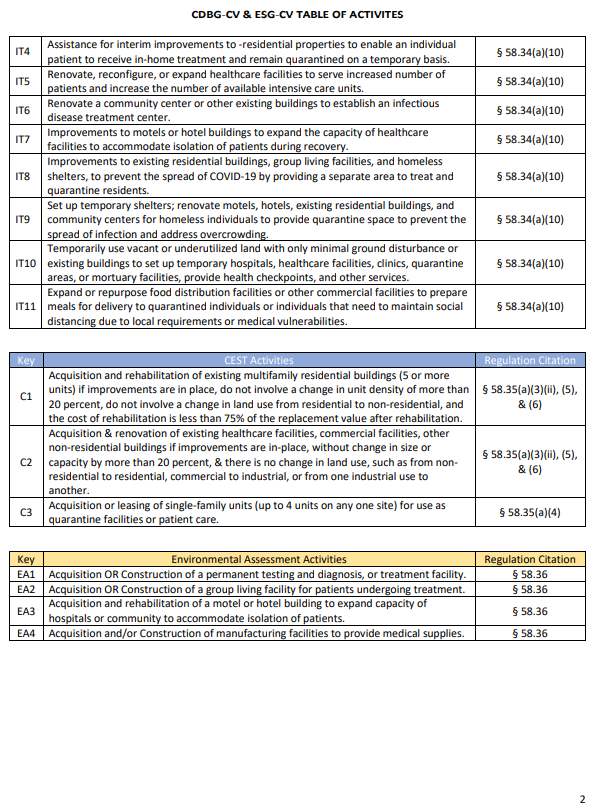 CDBG-CV & ESG-CV TABLE OF ACTIVITES
IT4
Assistance for interim improvements to -residential properties to enable an individual
patient to receive in-home treatment and remain quarantined on a temporary basis.
§ 58.34(a)(10)
IT5
Renovate, reconfigure, or expand healthcare facilities to serve increased number of
patients and increase the number of available intensive care units.
§ 58.34(a)(10)
IT6
Renovate a community center or other existing buildings to establish an infectious
disease treatment center.
§ 58.34(a)(10)
IT7
Improvements to motels or hotel buildings to expand the capacity of healthcare
facilities to accommodate isolation of patients during recovery.
§ 58.34(a)(10)
IT8
Improvements to existing residential buildings, group living facilities, and homeless
shelters, to prevent the spread of COVID-19 by providing a separate area to treat and
quarantine residents.
§ 58.34(a)(10)
IT9
Set up temporary shelters; renovate motels, hotels, existing residential buildings, and
community centers for homeless individuals to provide quarantine space to prevent the
spread of infection and address overcrowding.
§ 58.34(a)(10)
IT10
Temporarily use vacant or underutilized land with only minimal ground disturbance or
existing buildings to set up temporary hospitals, healthcare facilities, clinics, quarantine
areas, or mortuary facilities, provide health checkpoints, and other services.
§ 58.34(a)(10)
IT11
Expand or repurpose food distribution facilities or other commercial facilities to prepare
meals for delivery to quarantined individuals or individuals that need to maintain social
distancing due to local requirements or medical vulnerabilities.
§ 58.34(a)(10)
Key
CEST Activities
Regulation Citation
C1
Acquisition and rehabilitation of existing multifamily residential buildings (5 or more
units) if improvements are in place, do not involve a change in unit density of more than
20 percent, do not involve a change in land use from residential to non-residential, and
the cost of rehabilitation is less than 75% of the replacement value after rehabilitation.
§ 58.35(a)(3)(ii), (5),
& (6)
C2
Acquisition & renovation of existing healthcare facilities, commercial facilities, other
non-residential buildings if improvements are in-place, without change in size or
capacity by more than 20 percent, & there is no change in land use, such as from non-
residential to residential, commercial to industrial, or from one industrial use to
another.
§ 58.35(a)(3)(ii), (5),
& (6)
C3
Acquisition or leasing of single-family units (up to 4 units on any one site) for use as
quarantine facilities or patient care.
§ 58.35(a)(4)
Key
Environmental Assessment Activities
Regulation Citation
EA1
Acquisition OR Construction of a permanent testing and diagnosis, or treatment facility.
§ 58.36
EA2
Acquisition OR Construction of a group living facility for patients undergoing treatment.
§ 58.36
EA3
Acquisition and rehabilitation of a motel or hotel building to expand capacity of
hospitals or community to accommodate isolation of patients.
§ 58.36
EA4
Acquisition and/or Construction of manufacturing facilities to provide medical supplies.
§ 58.36
2